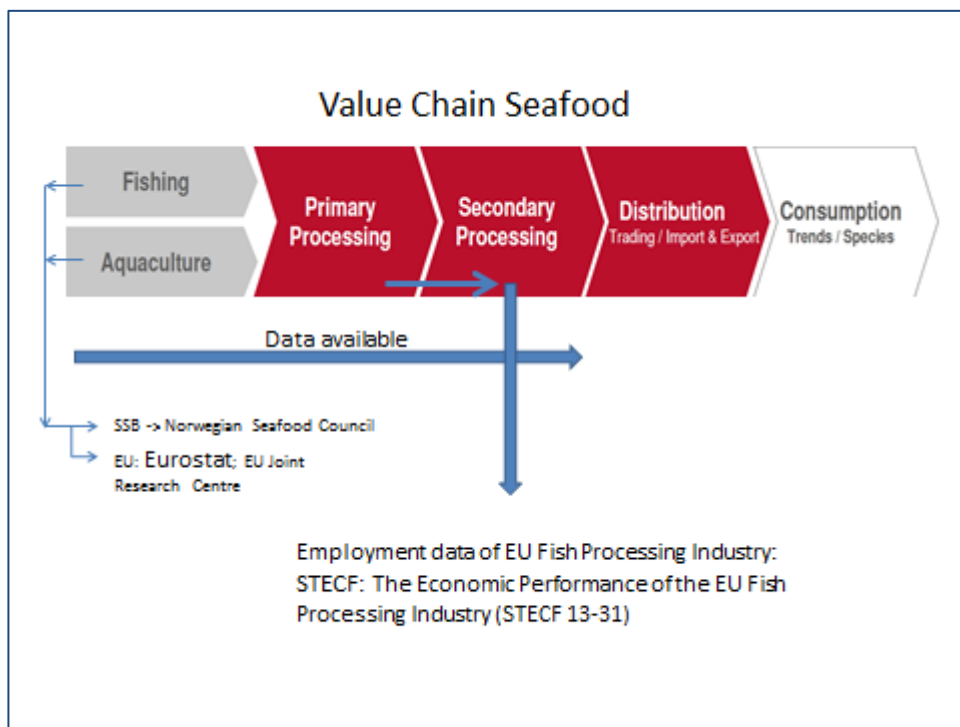 Value Chain Seafood
Fishing
Aquaculture
Primary
Processing
Secondary
Processing
Distribution
Trading / Import & Export
Consumption
Trends / Species
Data available
SSB -> Norwegian Seafood Council
EU: Eurostat; EU Joint
Research Centre
Employment data of EU Fish Processing Industry:
STECF: The Economic Performance of the EU Fish
Processing Industry (STECF 13-31)